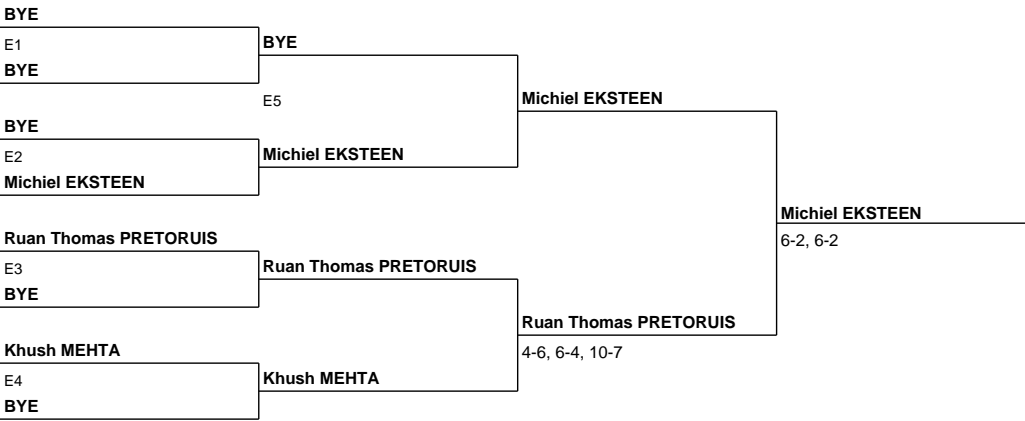 BYE
E1
BYE
BYE
E5
BYE
E2
Michiel EKSTEEN
Michiel EKSTEEN
Michiel EKSTEEN
Ruan Thomas PRETORUIS
E3
BYE
Ruan Thomas PRETORUIS
Khush MEHTA
E4
BYE
Khush MEHTA
Ruan Thomas PRETORUIS
4-6, 6-4, 10-7
Michiel EKSTEEN
6-2, 6-2